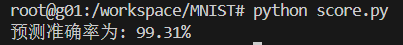 root@g01:/workspace/MNIST# python score.py
预测准确率为: 99.31%